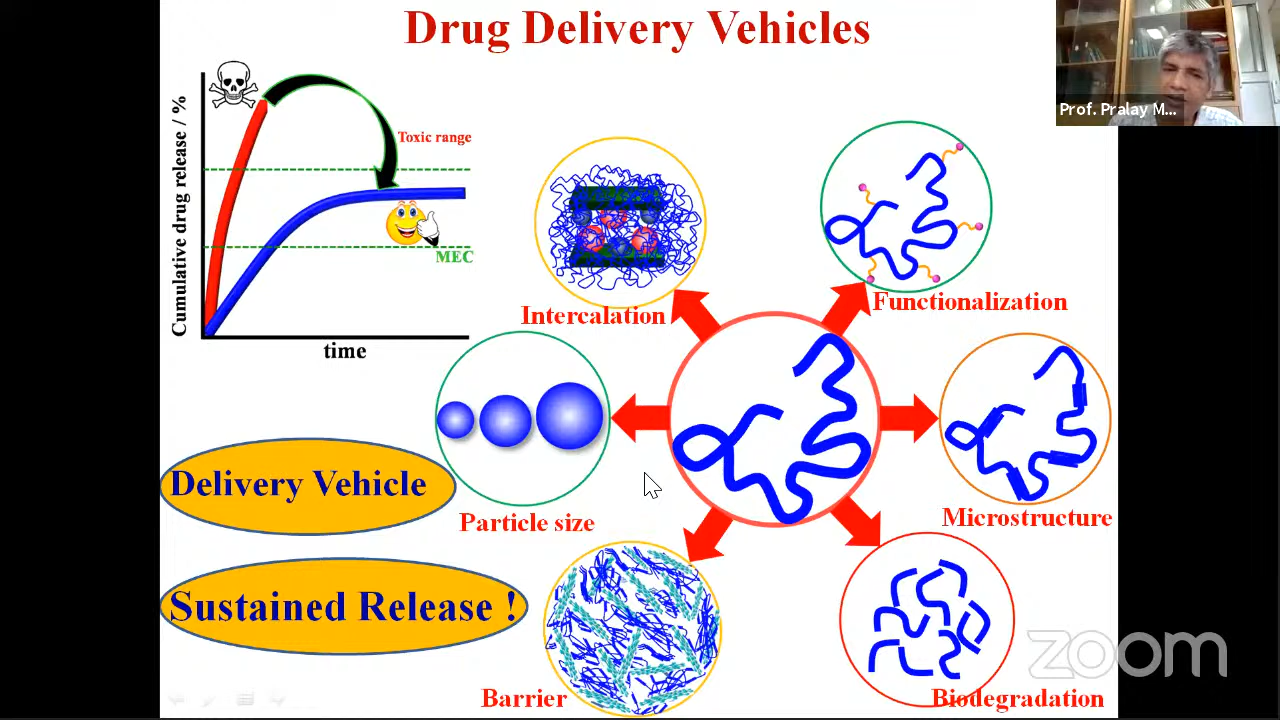 Drug Delivery Vehicles
Prof. Pralay M...
Cumulative drug release / %
Toxic range
MEC
time
Intercalation
Functionalization
Particle size
Microstructure
Delivery Vehicle
Sustained Release !
Barrier
Biodegradation
zoom